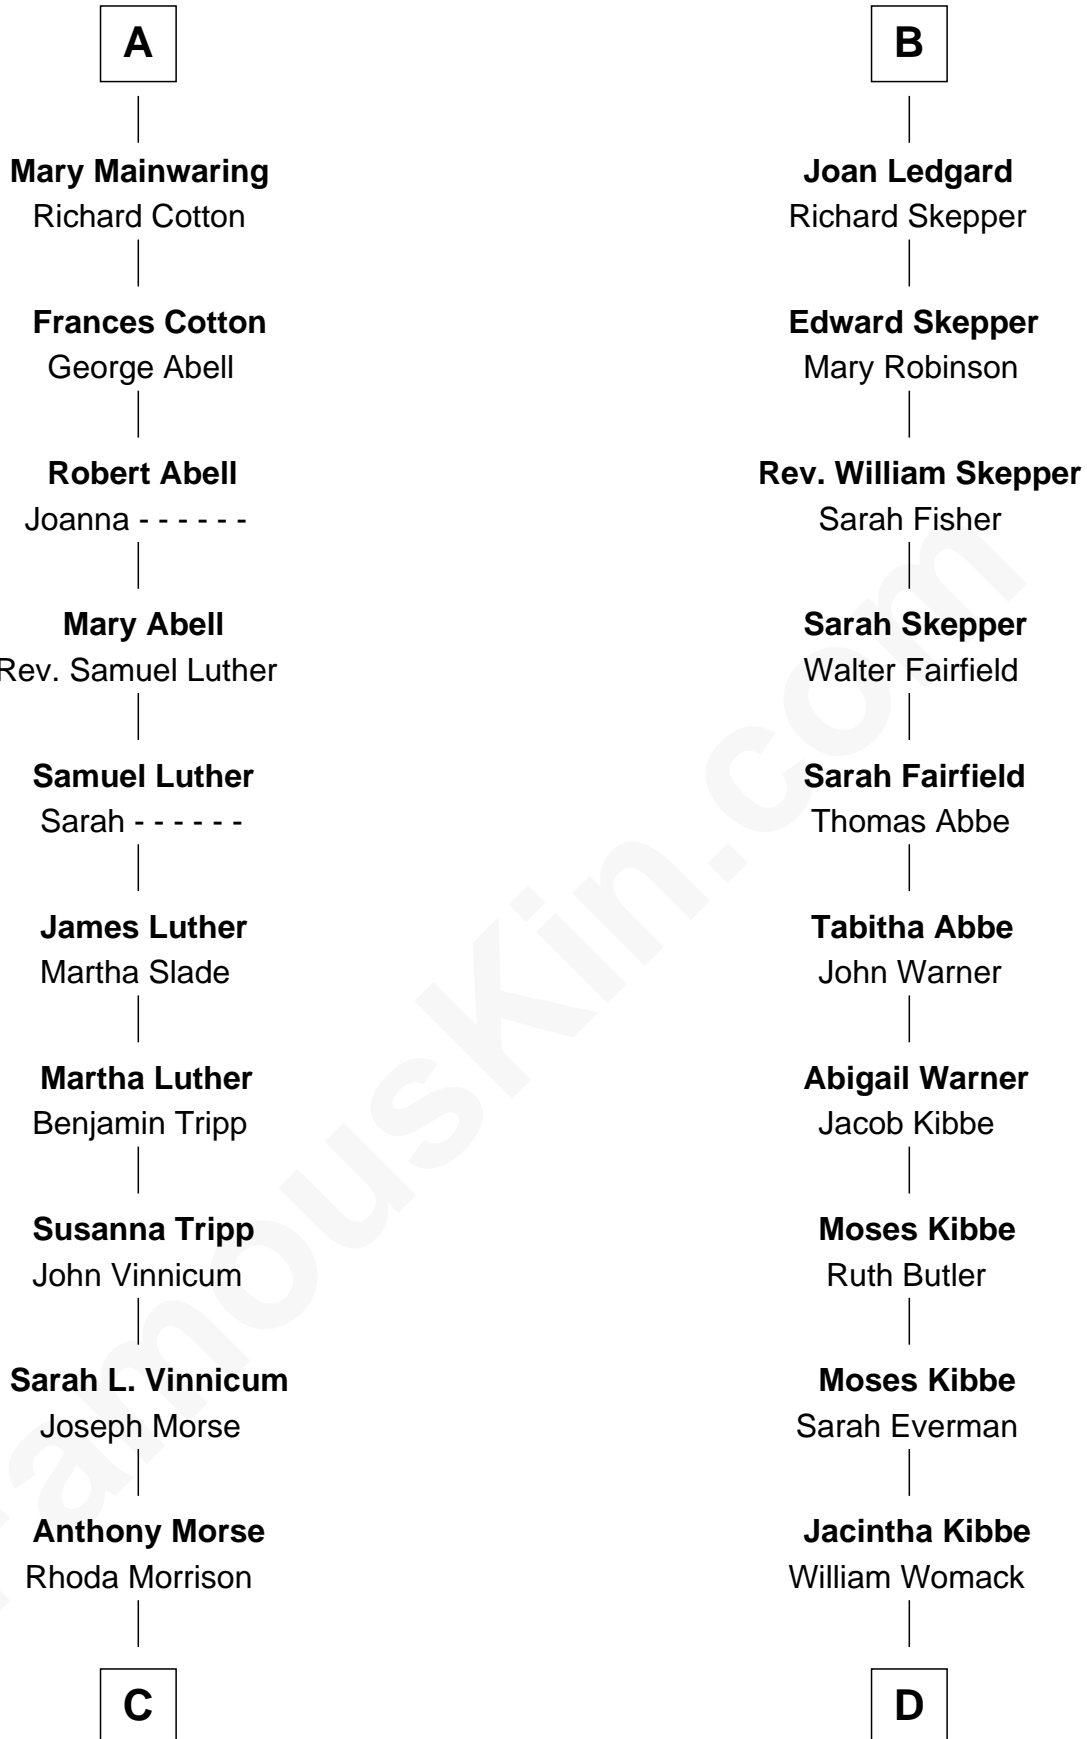 A
Mary Mainwaring
Richard Cotton
Frances Cotton
George Abell
Robert Abell
Joanna - - - - - -
Mary Abell
Rev. Samuel Luther
Samuel Luther
Sarah - - - - - -
James Luther
Martha Slade
Martha Luther
Benjamin Tripp
Susanna Tripp
John Vinnicum
Sarah L. Vinnicum
Joseph Morse
Anthony Morse
Rhoda Morrison
C
B
Joan Ledgard
Richard Skepper
Edward Skepper
Mary Robinson
Rev. William Skepper
Sarah Fisher
Sarah Skepper
Walter Fairfield
Sarah Fairfield
Thomas Abbe
Tabitha Abbe
John Warner
Abigail Warner
Jacob Kibbe
Moses Kibbe
Ruth Butler
Moses Kibbe
Sarah Everman
Jacintha Kibbe
William Womack
D
FamousKin.com